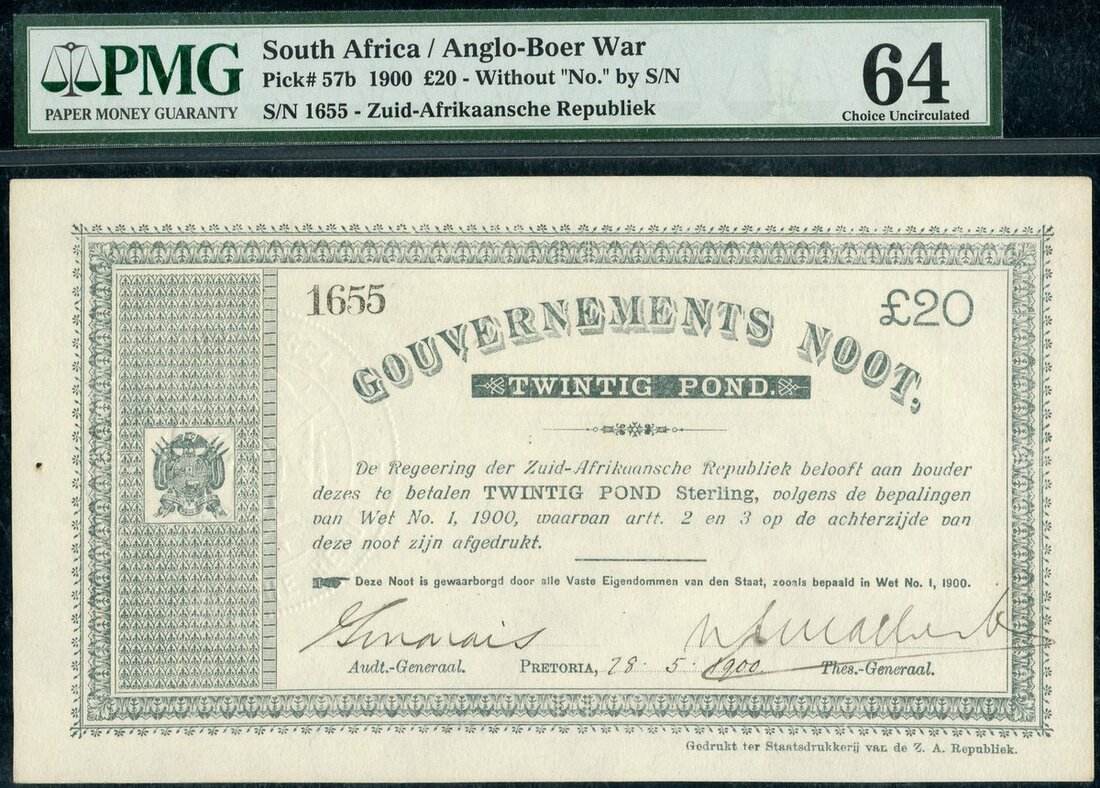 PMG
PAPER MONEY GUARANTY
South Africa / Anglo-Boer War
Pick# 57b 1900 £20 - Without "No." by S/N
S/N 1655 - Zuid-Afrikaansche Republiek
64
Choice Uncirculated
1655
£20
GOUVERNEMENTS NOOT,
TWINTIG POND.
De Regeering der Zuid-Afrikaansche Republiek belooft aan houder
dezes te betalen TWINTIG POND Sterling, volgens de bepalingen
van Wet No. 1, 1900, waarvan artt. 2 en 3 op de achterzijde van
deze noot zijn afgedrukt.
Deze Noot is gewaarborgd door alle Vaste Eigendommen van den Staat, zooals bepaald in Wet No. 1, 1900.
Audt.-Generaal. PRETORIA, 28. 5. 1900 Thes.-Generaal.
Gedrukt ter Staatsdrukkerij van de Z. A. Republiek.